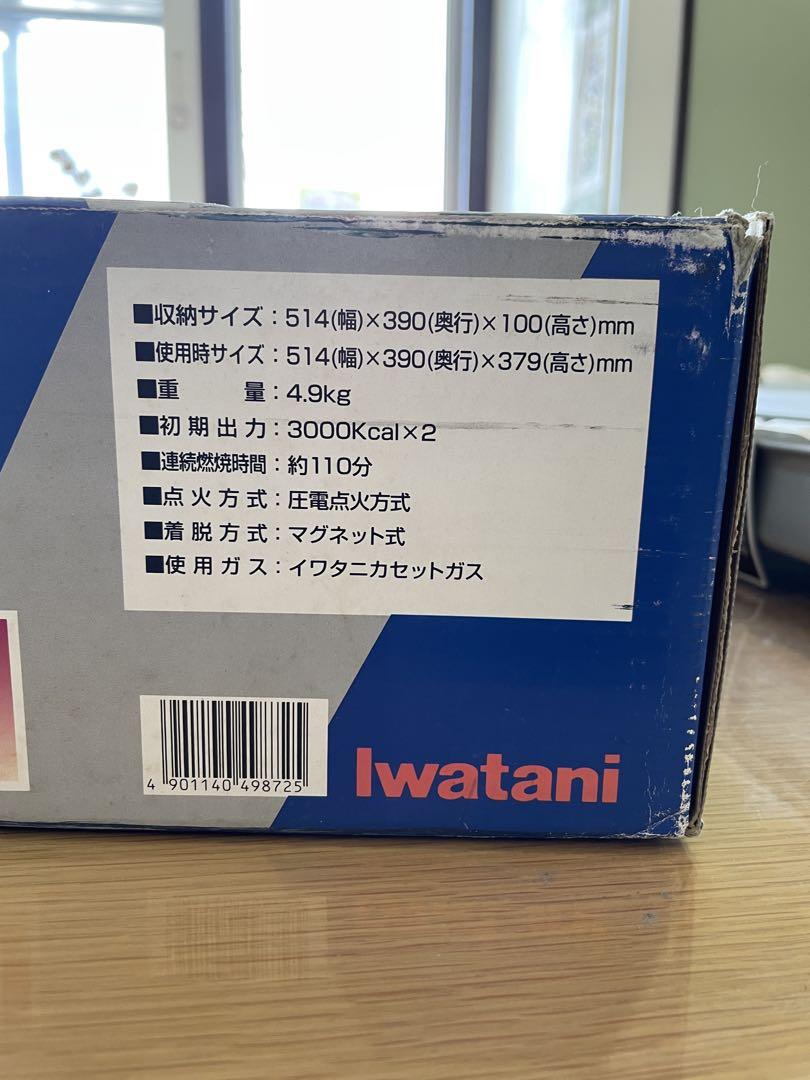 ■収納サイズ：514(幅)×390(奥行)×100(高さ)mm
■使用時サイズ：514(幅)×390(奥行)×379(高さ)mm
■重量：4.9kg
■初期出力：3000Kcal×2
■連続燃焼時間：約110分
■点火方式：圧電点火方式
■着脱方式：マグネット式
■使用ガス：イワタニカセットガス
4 901140 498725
Iwatani